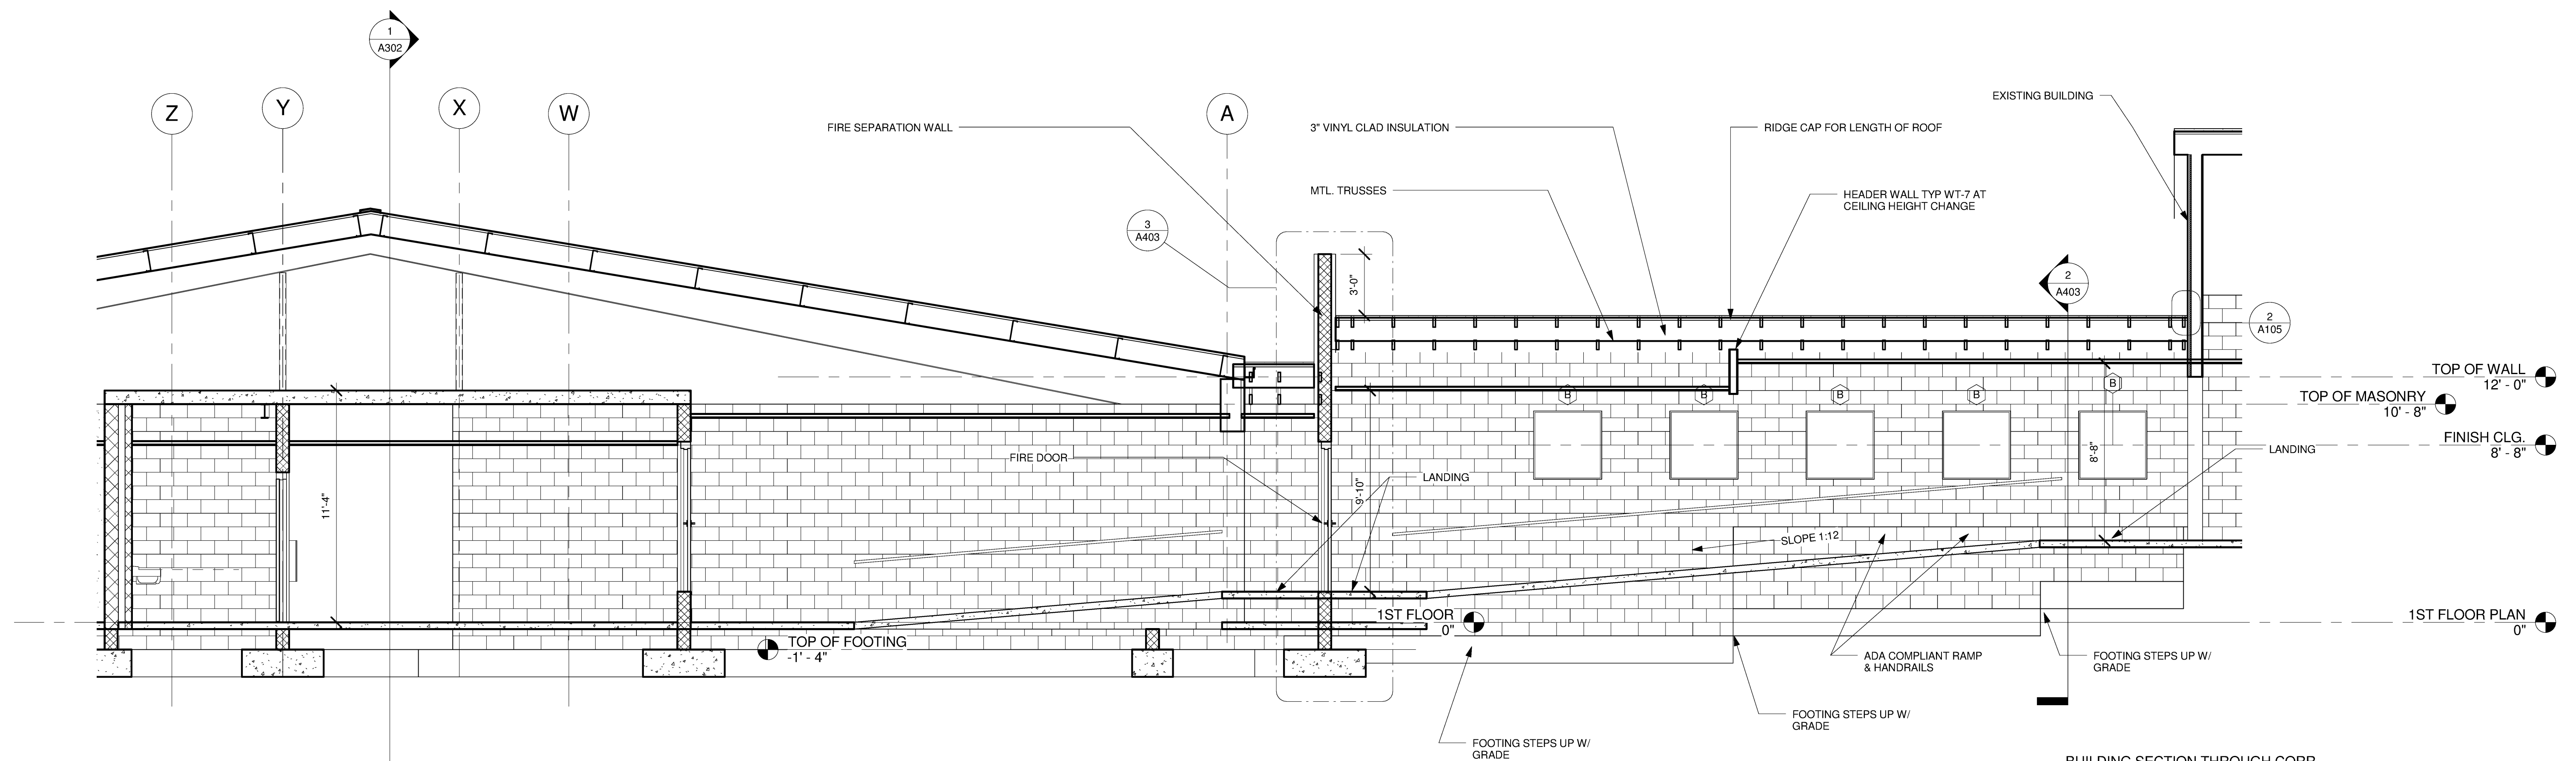 1
A302
Z
Y
X
W
A
FIRE SEPARATION WALL
3" VINYL CLAD INSULATION
RIDGE CAP FOR LENGTH OF ROOF
EXISTING BUILDING
MTL. TRUSSES
HEADER WALL TYP WT-7 AT
CEILING HEIGHT CHANGE
3
A403
3'-0"
2
A403
2
A105
TOP OF WALL
12' - 0"
TOP OF MASONRY
10' - 8"
FINISH CLG.
8' - 8"
B
B
B
B
B
FIRE DOOR
LANDING
LANDING
11'-4"
9'-10"
8'-8"
SLOPE 1:12
1ST FLOOR
0"
1ST FLOOR PLAN
0"
TOP OF FOOTING
-1' - 4"
ADA COMPLIANT RAMP
& HANDRAILS
FOOTING STEPS UP W/
GRADE
FOOTING STEPS UP W/
GRADE
FOOTING STEPS UP W/
GRADE
BUILDING SECTION THROUGH CORR.